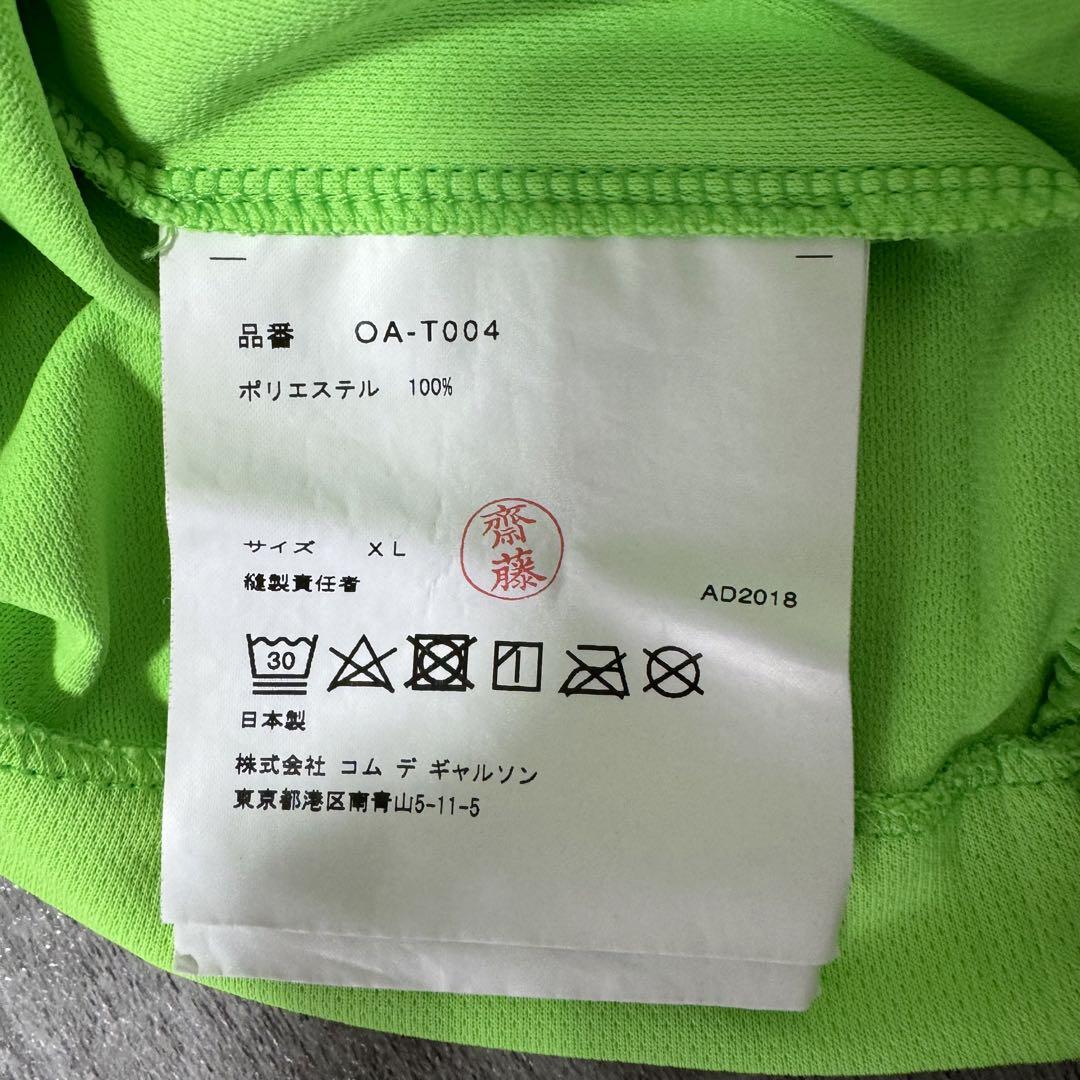 品番 OA-T004
ポリエステル 100%
サイズ XL
齋藤
縫製責任者
AD2018
30
日本製
株式会社 コム デ ギャルソン
東京都港区南青山5-11-5